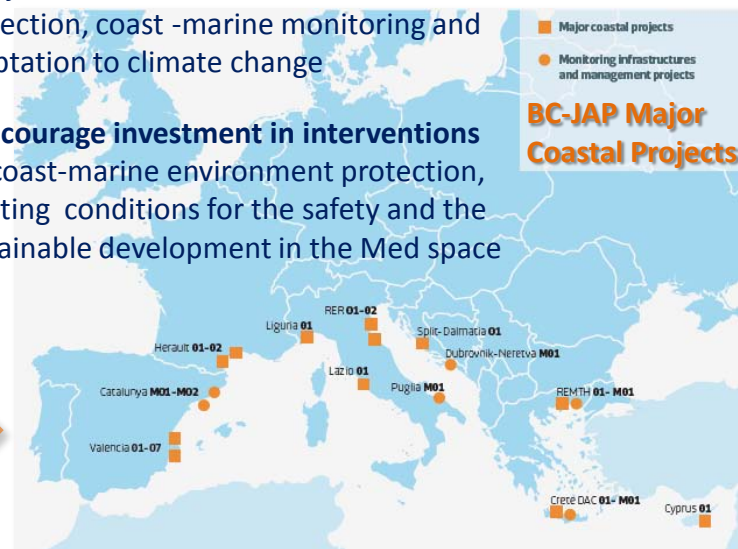 ection, coast -marine monitoring and
ptation to climate change
courage investment in interventions
coast-marine environment protection,
ting conditions for the safety and the
tainable development in the Med space
Major coastal projects
Monitoring infrastructures
and management projects
BC-JAP Major
Coastal Projects
RER 01-02
Liguria 01
Split-Dalmatia 01
Herault 01-02
Dubrovnik-Neretva M01
Lazio 01
Puglia M01
Catalunya M01-M02
REMTH 01- M01
Valencia 01-07
Crete DAC 01- M01
Cyprus 01